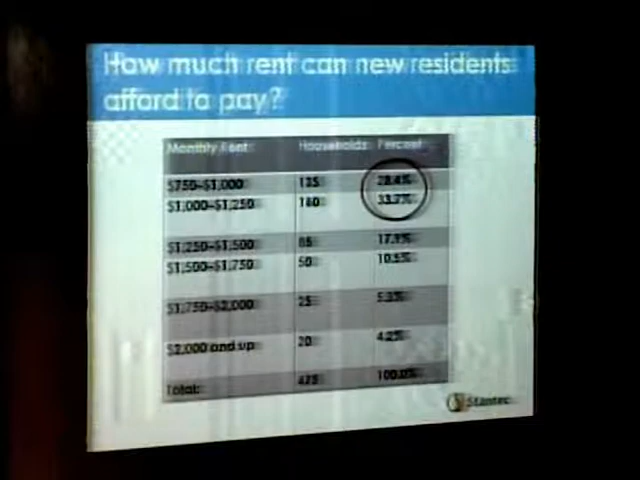 How much rent can new residents
afford to pay?
Monthly Rent Households Percent
$750-$1,000 135 28.4%
$1,000-$1,250 160 33.7%
$1,250-$1,500 85 17.9%
$1,500-$1,750 50 10.5%
$1,750-$2,000 25 5.3%
$2,000 and up 20 4.2%
Total: 475 100.0%
Stantec